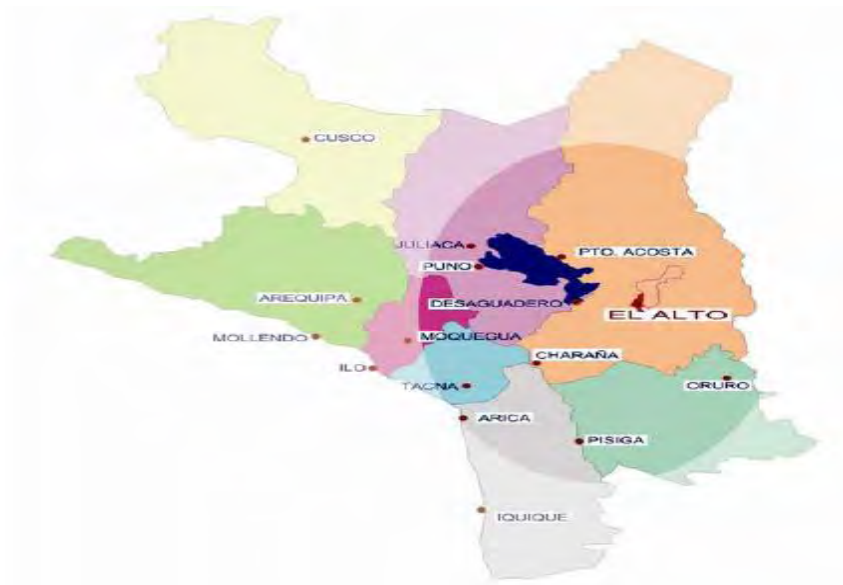 CUSCO
JULIACA
PTO. ACOSTA
PUNO
AREQUIPA
DESAGUADERO
EL ALTO
MOLLENDO
MOQUEGUA
CHARAÑA
ILO
TACNA
ORURO
ARICA
PISIGA
IQUIQUE